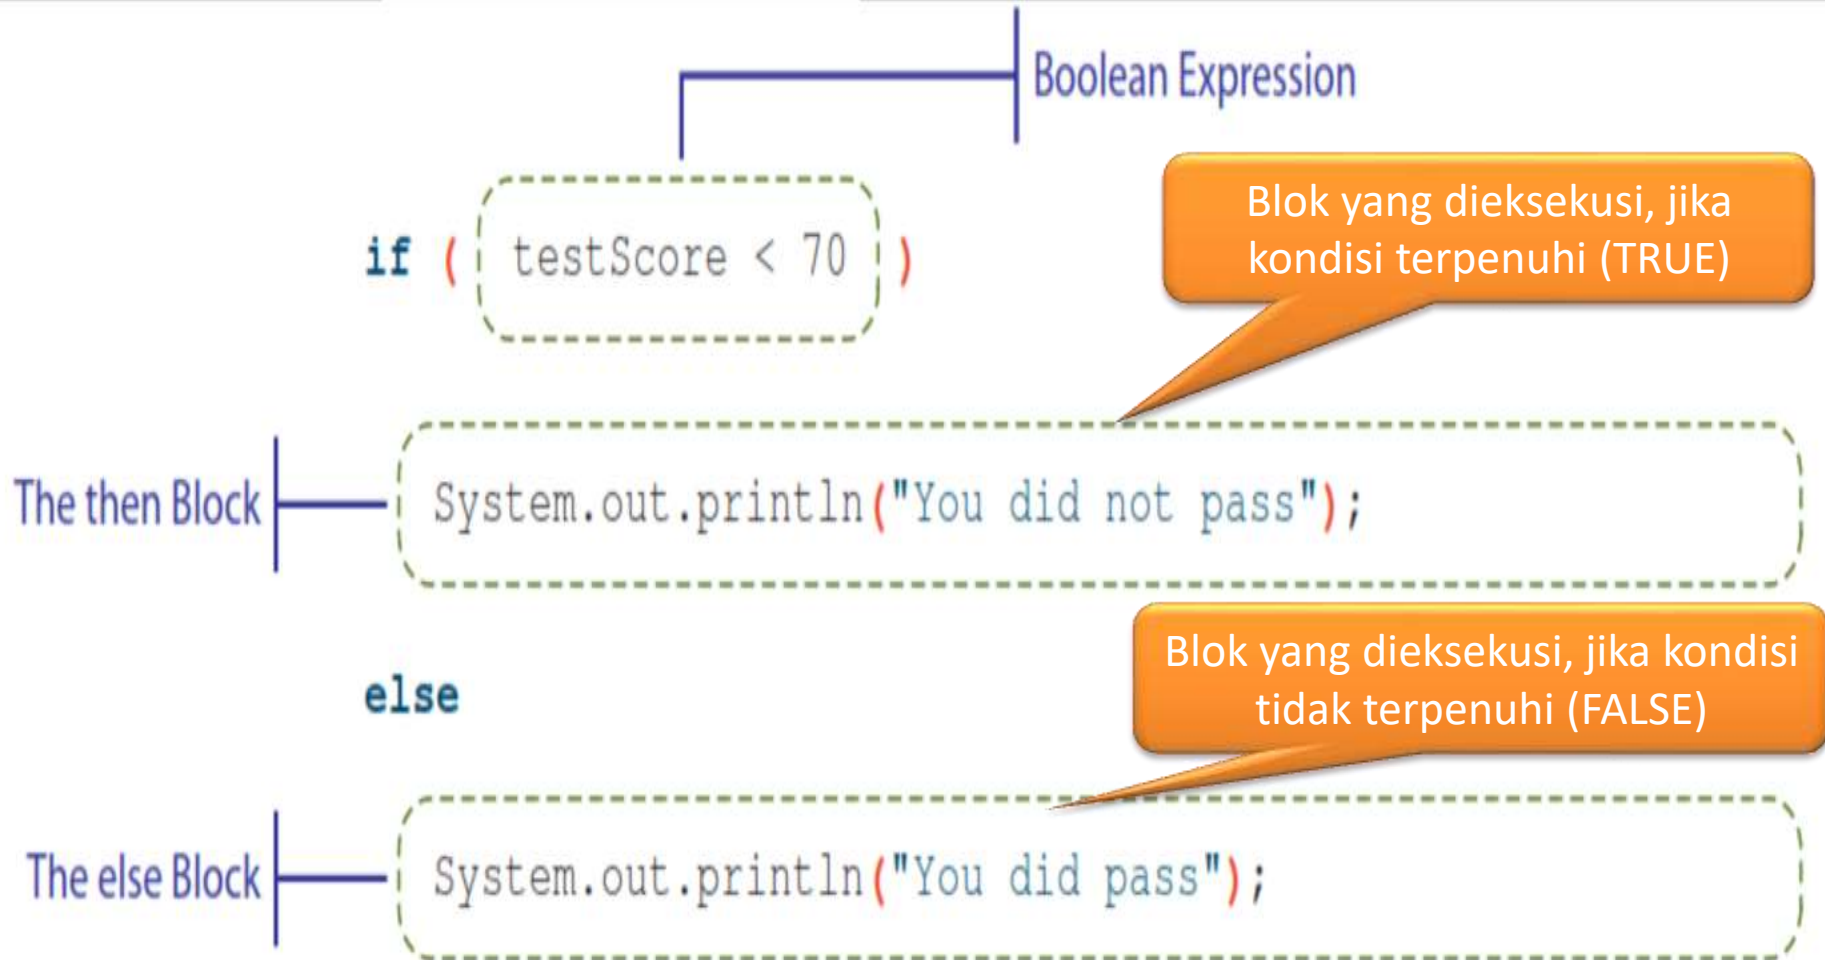 Boolean Expression
if ( testScore < 70 )
Blok yang dieksekusi, jika
kondisi terpenuhi (TRUE)
The then Block
System.out.println("You did not pass");
else
Blok yang dieksekusi, jika kondisi
tidak terpenuhi (FALSE)
The else Block
System.out.println("You did pass");